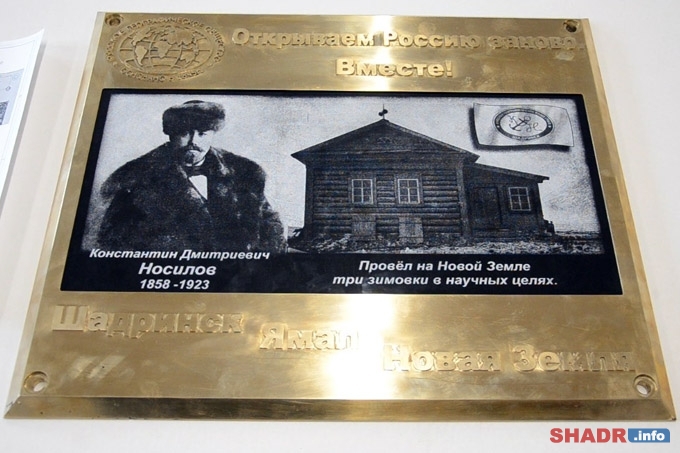 Открываем Россию заново.
Вместе!
Константин Дмитриевич
Носилов
1858 -1923
Провёл на Новой Земле
три зимовки в научных целях.
Шадринск Ямал Новая Земля
SHADR.info